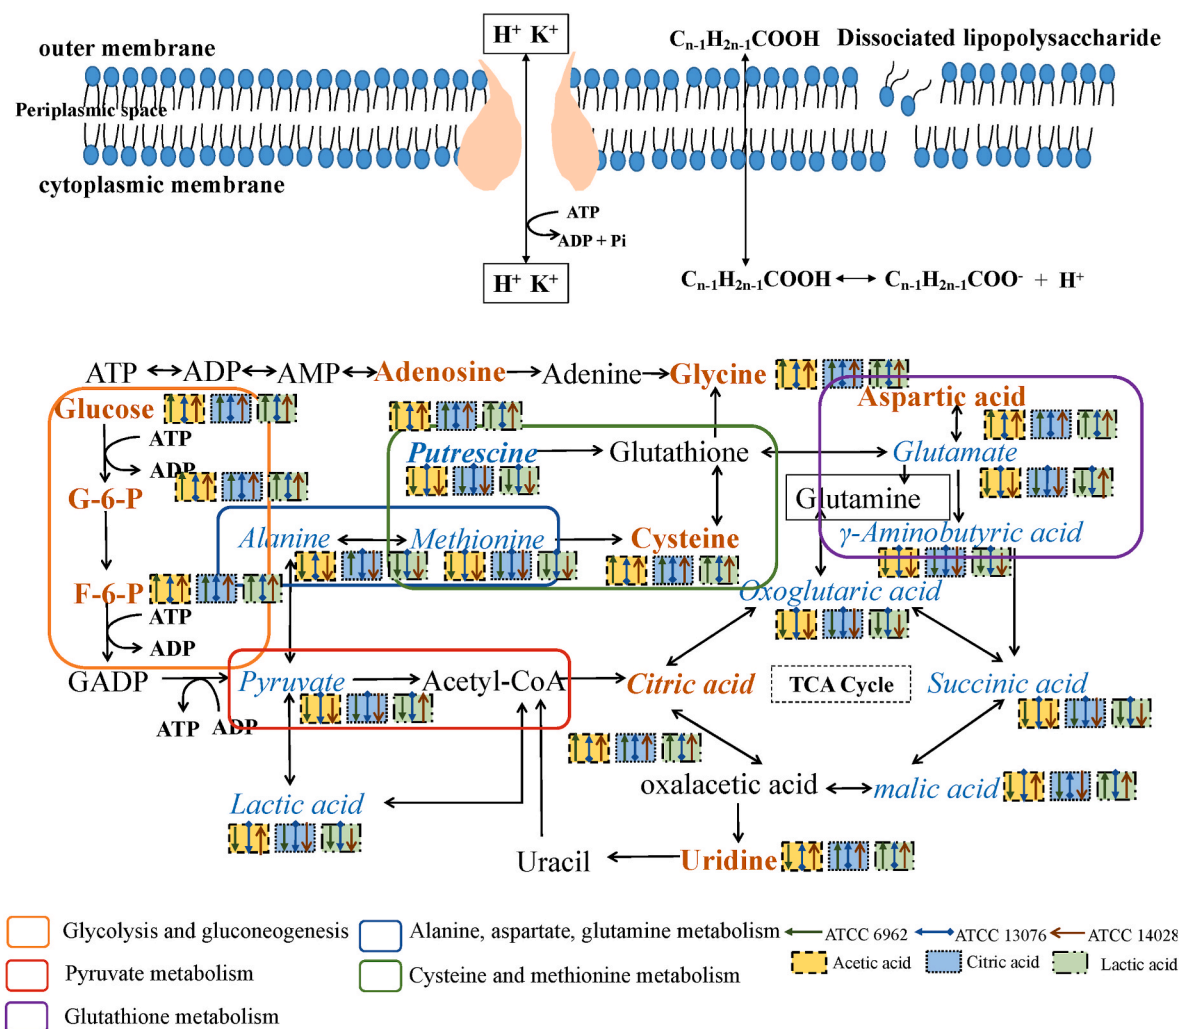 H⁺ K⁺
Cn-1H2n-1COOH
Dissociated lipopolysaccharide
outer membrane
Periplasmic space
cytoplasmic membrane
ATP
ADP + Pi
H⁺ K⁺
Cn-1H2n-1COOH
Cn-1H2n-1COO⁻ + H⁺
ATP
ADP
AMP
Adenosine
Adenine
Glycine
Aspartic acid
Glucose
ATP
ADP
Putrescine
Glutathione
Glutamate
G-6-P
Glutamine
Alanine
Methionine
Cysteine
γ-Aminobutyric acid
F-6-P
ATP
ADP
Oxoglutaric acid
GADP
Pyruvate
Acetyl-CoA
Citric acid
TCA Cycle
Succinic acid
ATP
ADP
oxalacetic acid
malic acid
Lactic acid
Uracil
Uridine
Glycolysis and gluconeogenesis
Alanine, aspartate, glutamine metabolism
ATCC 6962
ATCC 13076
ATCC 14028
Pyruvate metabolism
Cysteine and methionine metabolism
Acetic acid
Citric acid
Lactic acid
Glutathione metabolism